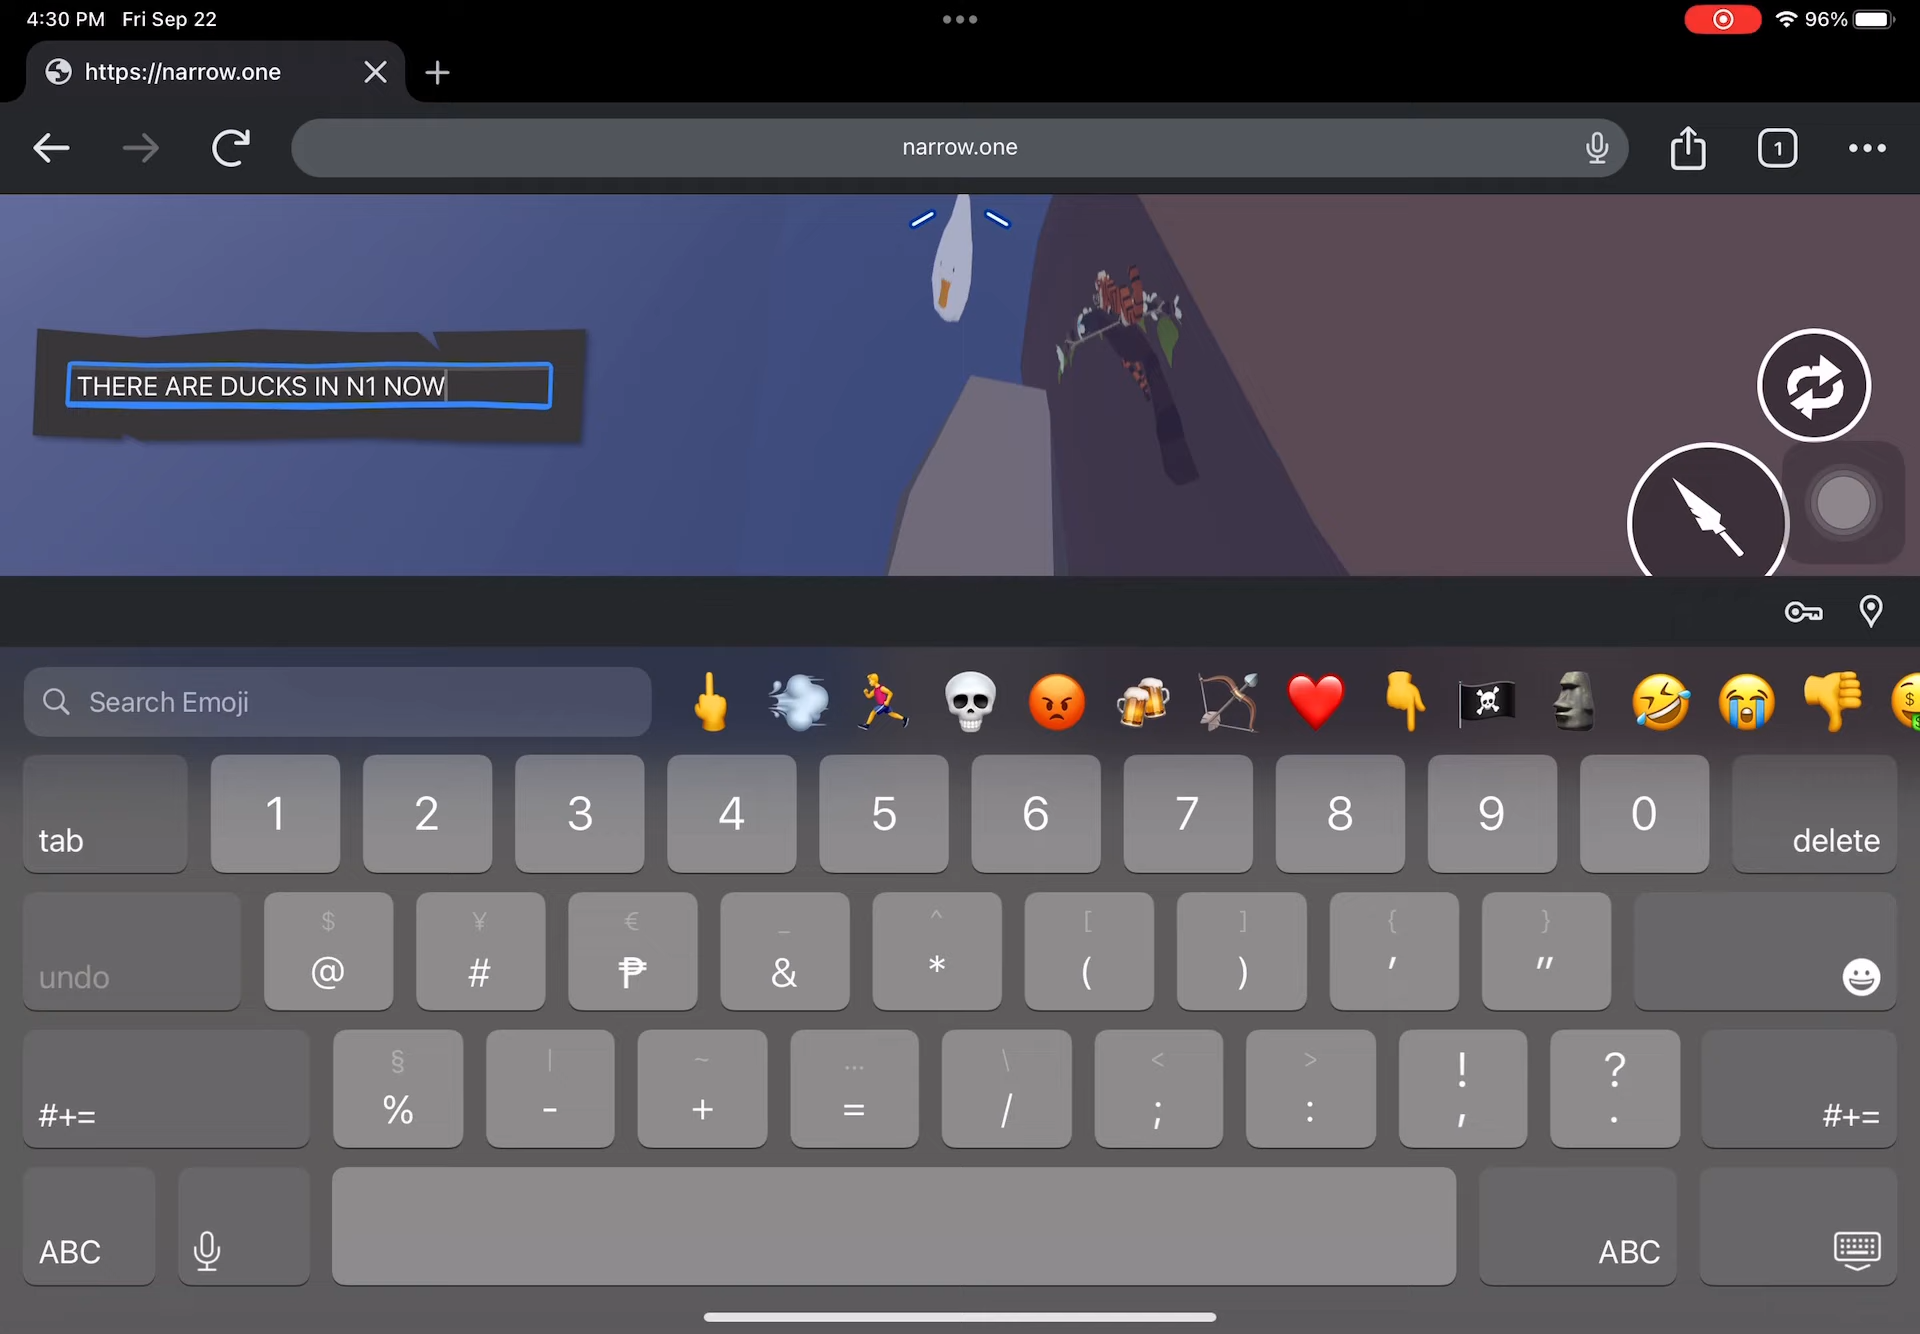 4:30 PM Fri Sep 22
96%
https://narrow.one
narrow.one
1
THERE ARE DUCKS IN N1 NOW
Search Emoji
tab 1 2 3 4 5 6 7 8 9 0 delete
$ ¥ € _ ^ [ ] { }
undo @ # ₱ & * ( ) ' "
§ | ~ … \ < > ! ?
#+= % - + = / ; : , . #+=
ABC ABC